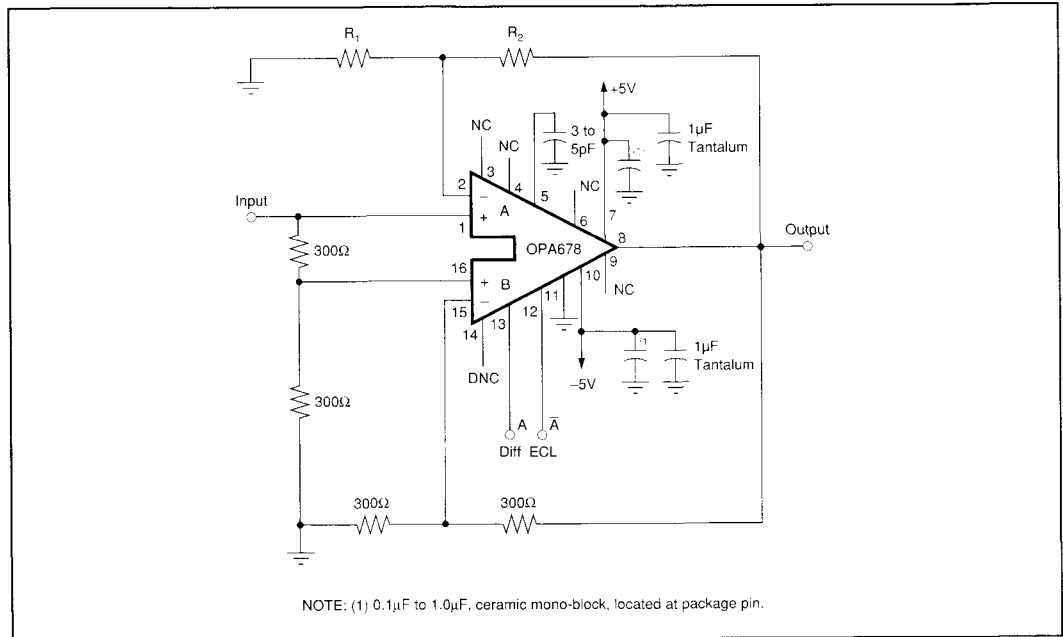 R1 R2
+5V
NC
3 to 5pF
1µF Tantalum
NC
NC
2 3 4 5 6 7
Input
− A
+
1
8
Output
OPA678
16
+ B
−
15
14 13 12 11 10 9
NC
300Ω
DNC
−5V
1µF Tantalum
300Ω
A A̅
Diff ECL
300Ω 300Ω
NOTE: (1) 0.1µF to 1.0µF, ceramic mono-block, located at package pin.